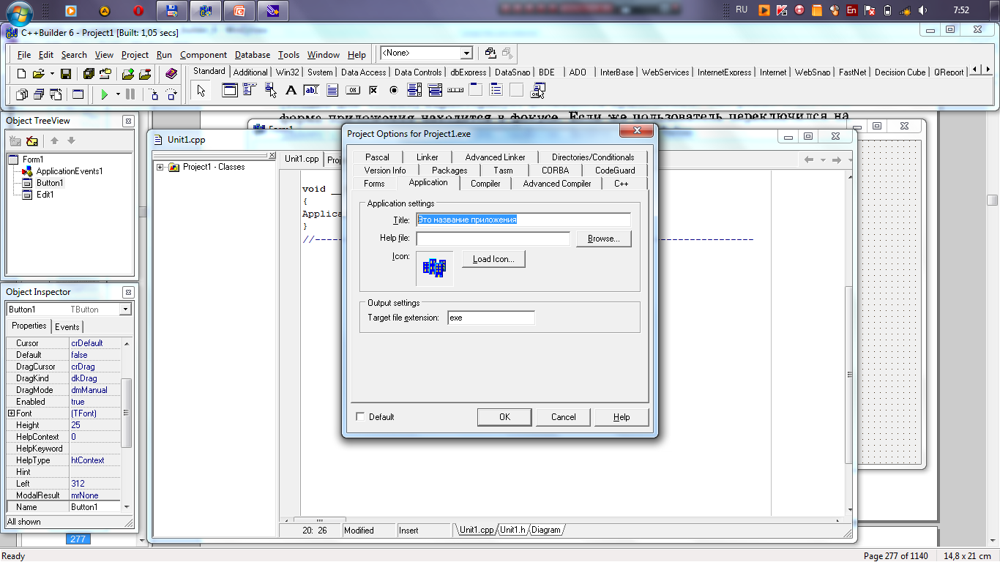 RU
En
7:52
C++Builder 6 - Project1 [Built: 1,05 secs]
File Edit Search View Project Run Component Database Tools Window Help
<None>
Standard Additional Win32 System Data Access Data Controls dbExpress DataSnap BDE ADO InterBase WebServices InternetExpress Internet WebSnap FastNet Decision Cube QReport
форма приложения находится в фокусе. Если же пользователь переключился на
Object TreeView
Form1
ApplicationEvents1
Button1
Edit1
Object Inspector
Button1 TButton
Properties Events
Cursor crDefault
Default false
DragCursor crDrag
DragKind dkDrag
DragMode dmManual
Enabled true
Font (TFont)
Height 25
HelpContext 0
HelpKeyword
HelpType htContext
Hint
Left 312
ModalResult mrNone
Name Button1
All shown
277
Form1
Unit1.cpp
Project1 - Classes
Unit1.cpp Proj
void __
{
Applica
}
//------------------------------------------------------------------------
20: 26 Modified Insert Unit1.cpp Unit1.h Diagram
Project Options for Project1.exe
Pascal Linker Advanced Linker Directories/Conditionals
Version Info Packages Tasm CORBA CodeGuard
Forms Application Compiler Advanced Compiler C++
Application settings
Title: Это название приложения
Help file: Browse...
Icon: Load Icon...
Output settings
Target file extension: exe
Default OK Cancel Help
Ready Page 277 of 1140 14,8 x 21 cm